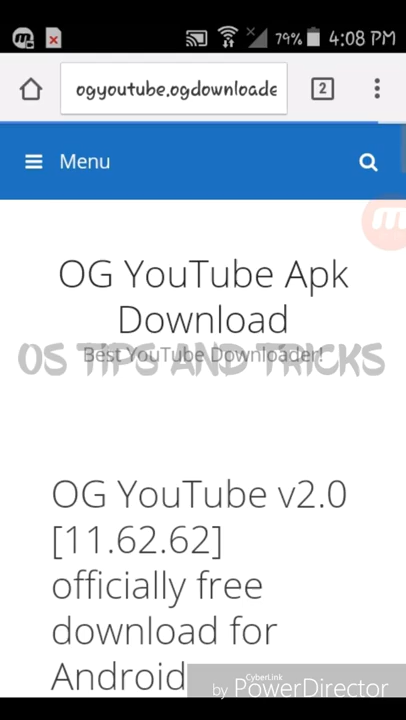 79% 4:08 PM
ogyoutube.ogdownloade
2
Menu
OG YouTube Apk
Download
Best YouTube Downloader!
OS TIPS AND TRICKS
OG YouTube v2.0
[11.62.62]
officially free
download for
Android
CyberLink
by PowerDirector